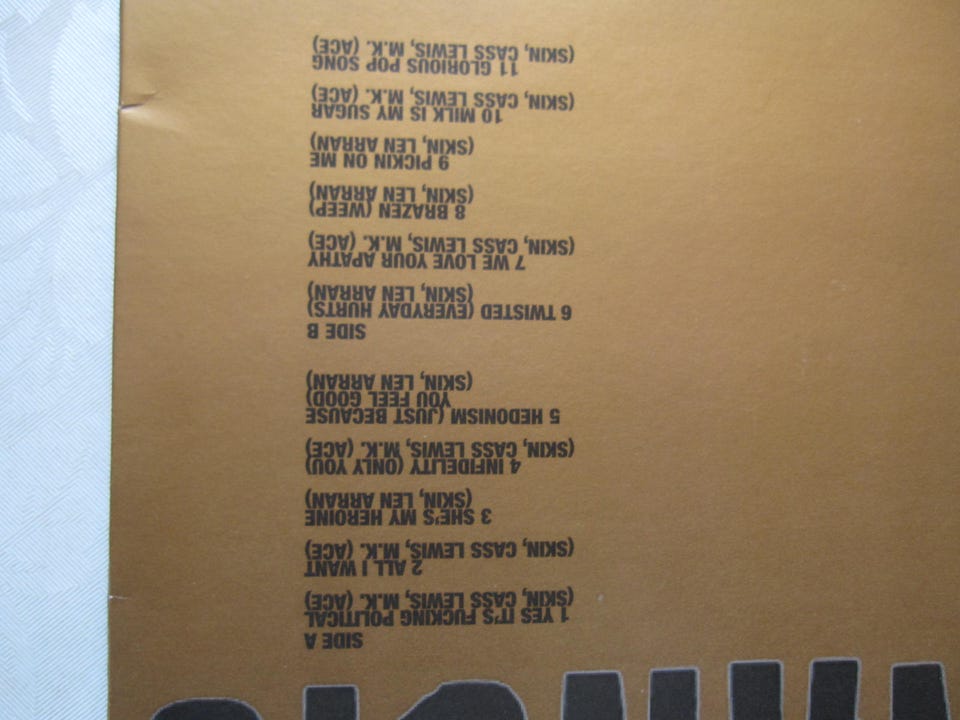 SIDE A
1 YES IT'S FUCKING POLITICAL
(SKIN, CASS LEWIS, M.K. (ACE)
2 ALL I WANT
(SKIN, CASS LEWIS, M.K. (ACE)
3 SHE'S MY HEROINE
(SKIN, LEN ARRAN)
4 INFIDELITY (ONLY YOU)
(SKIN, CASS LEWIS, M.K. (ACE)
5 HEDONISM (JUST BECAUSE
YOU FEEL GOOD)
(SKIN, LEN ARRAN)
SIDE B
6 TWISTED (EVERYDAY HURTS)
(SKIN, LEN ARRAN)
7 WE LOVE YOUR APATHY
(SKIN, CASS LEWIS, M.K. (ACE)
8 BRAZEN (WEEP)
(SKIN, LEN ARRAN)
9 PICKIN ON ME
(SKIN, LEN ARRAN)
10 MILK IS MY SUGAR
(SKIN, CASS LEWIS, M.K. (ACE)
11 GLORIOUS POP SONG
(SKIN, CASS LEWIS, M.K. (ACE)